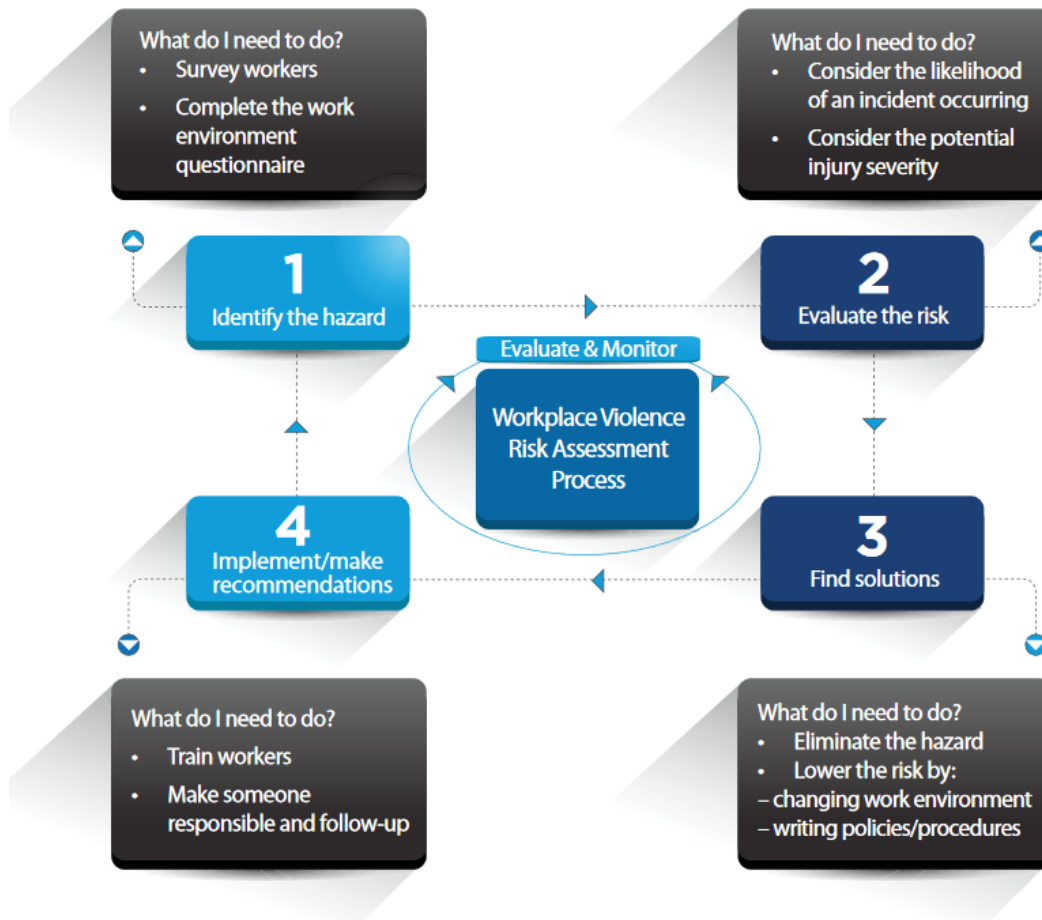 What do I need to do?
• Survey workers
• Complete the work
environment
questionnaire
What do I need to do?
• Consider the likelihood
of an incident occurring
• Consider the potential
injury severity
1
Identify the hazard
2
Evaluate the risk
Evaluate & Monitor
Workplace Violence
Risk Assessment
Process
4
Implement/make
recommendations
3
Find solutions
What do I need to do?
• Train workers
• Make someone
responsible and follow-up
What do I need to do?
• Eliminate the hazard
• Lower the risk by:
– changing work environment
– writing policies/procedures